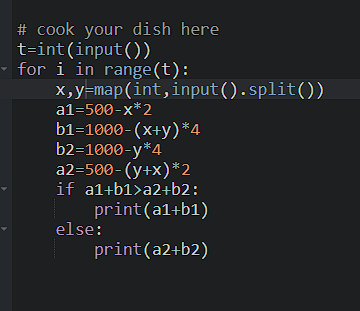 # cook your dish here
t=int(input())
for i in range(t):
    x,y=map(int,input().split())
    a1=500-x*2
    b1=1000-(x+y)*4
    b2=1000-y*4
    a2=500-(y+x)*2
    if a1+b1>a2+b2:
        print(a1+b1)
    else:
        print(a2+b2)